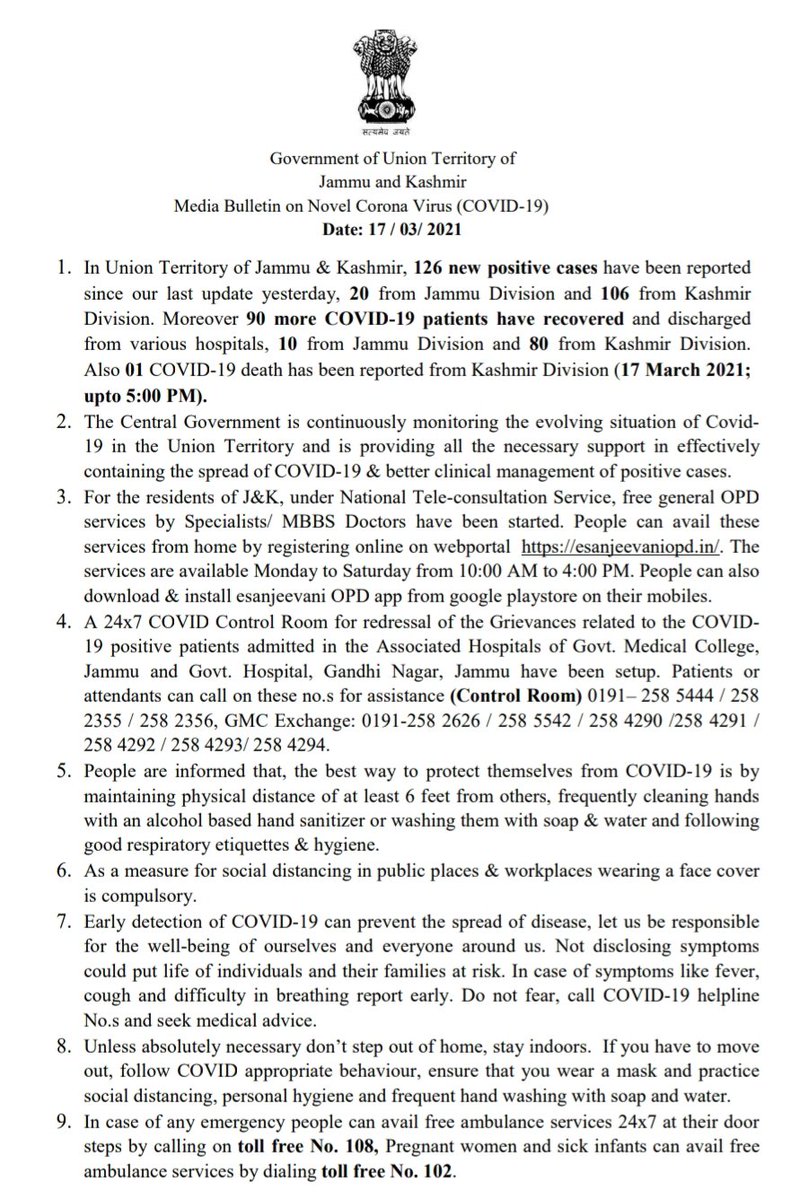 सत्यमेव जयते
Government of Union Territory of
Jammu and Kashmir
Media Bulletin on Novel Corona Virus (COVID-19)
Date: 17 / 03/ 2021
1. In Union Territory of Jammu & Kashmir, 126 new positive cases have been reported
since our last update yesterday, 20 from Jammu Division and 106 from Kashmir
Division. Moreover 90 more COVID-19 patients have recovered and discharged
from various hospitals, 10 from Jammu Division and 80 from Kashmir Division.
Also 01 COVID-19 death has been reported from Kashmir Division (17 March 2021;
upto 5:00 PM).
2. The Central Government is continuously monitoring the evolving situation of Covid-
19 in the Union Territory and is providing all the necessary support in effectively
containing the spread of COVID-19 & better clinical management of positive cases.
3. For the residents of J&K, under National Tele-consultation Service, free general OPD
services by Specialists/ MBBS Doctors have been started. People can avail these
services from home by registering online on webportal https://esanjeevaniopd.in/. The
services are available Monday to Saturday from 10:00 AM to 4:00 PM. People can also
download & install esanjeevani OPD app from google playstore on their mobiles.
4. A 24x7 COVID Control Room for redressal of the Grievances related to the COVID-
19 positive patients admitted in the Associated Hospitals of Govt. Medical College,
Jammu and Govt. Hospital, Gandhi Nagar, Jammu have been setup. Patients or
attendants can call on these no.s for assistance (Control Room) 0191– 258 5444 / 258
2355 / 258 2356, GMC Exchange: 0191-258 2626 / 258 5542 / 258 4290 /258 4291 /
258 4292 / 258 4293/ 258 4294.
5. People are informed that, the best way to protect themselves from COVID-19 is by
maintaining physical distance of at least 6 feet from others, frequently cleaning hands
with an alcohol based hand sanitizer or washing them with soap & water and following
good respiratory etiquettes & hygiene.
6. As a measure for social distancing in public places & workplaces wearing a face cover
is compulsory.
7. Early detection of COVID-19 can prevent the spread of disease, let us be responsible
for the well-being of ourselves and everyone around us. Not disclosing symptoms
could put life of individuals and their families at risk. In case of symptoms like fever,
cough and difficulty in breathing report early. Do not fear, call COVID-19 helpline
No.s and seek medical advice.
8. Unless absolutely necessary don’t step out of home, stay indoors. If you have to move
out, follow COVID appropriate behaviour, ensure that you wear a mask and practice
social distancing, personal hygiene and frequent hand washing with soap and water.
9. In case of any emergency people can avail free ambulance services 24x7 at their door
steps by calling on toll free No. 108, Pregnant women and sick infants can avail free
ambulance services by dialing toll free No. 102.